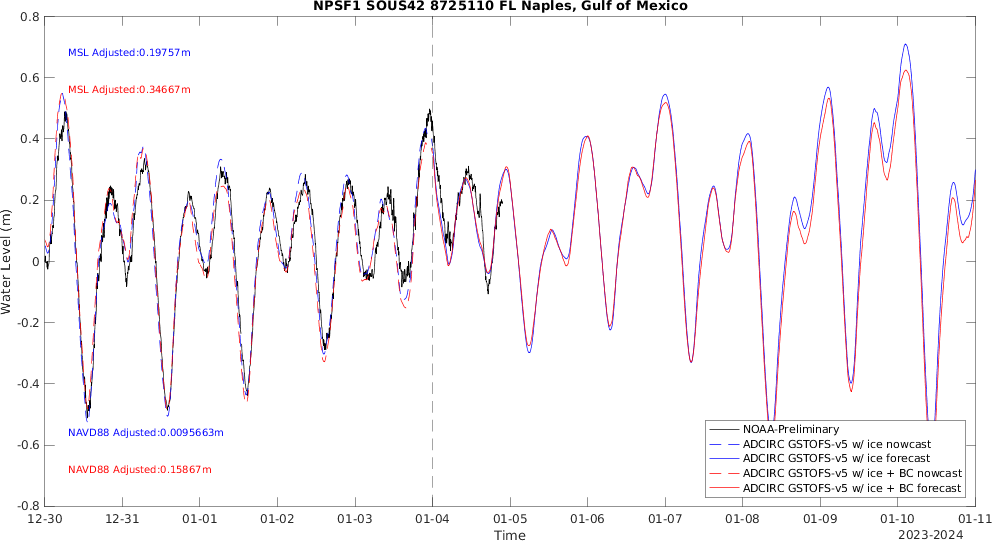 NPSF1 SOUS42 8725110 FL Naples, Gulf of Mexico
0.8
0.6
0.4
0.2
0
-0.2
-0.4
-0.6
-0.8
Water Level (m)
MSL Adjusted:0.19757m
MSL Adjusted:0.34667m
NAVD88 Adjusted:0.0095663m
NAVD88 Adjusted:0.15867m
NOAA-Preliminary
ADCIRC GSTOFS-v5 w/ ice nowcast
ADCIRC GSTOFS-v5 w/ ice forecast
ADCIRC GSTOFS-v5 w/ ice + BC nowcast
ADCIRC GSTOFS-v5 w/ ice + BC forecast
12-30 12-31 01-01 01-02 01-03 01-04 01-05 01-06 01-07 01-08 01-09 01-10 01-11
Time
2023-2024